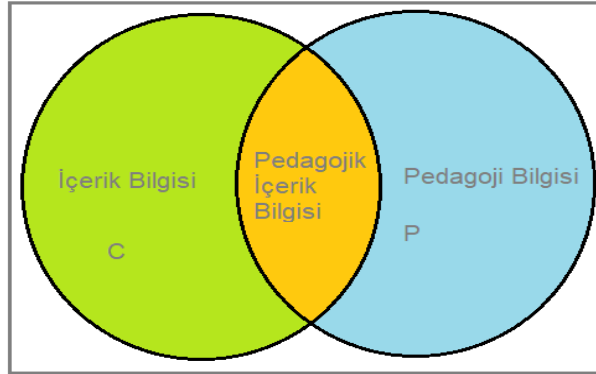 İçerik Bilgisi
C
Pedagojik
İçerik
Bilgisi
Pedagoji Bilgisi
P